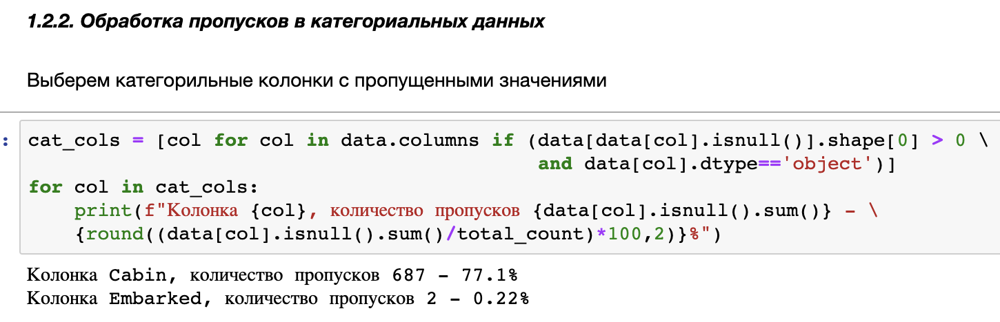 1.2.2. Обработка пропусков в категориальных данных
Выберем категорильные колонки с пропущенными значениями
: cat_cols = [col for col in data.columns if (data[data[col].isnull()].shape[0] > 0 \
and data[col].dtype=='object')]
for col in cat_cols:
print(f"Колонка {col}, количество пропусков {data[col].isnull().sum()} - \
{round((data[col].isnull().sum()/total_count)*100,2)}%")
Колонка Cabin, количество пропусков 687 - 77.1%
Колонка Embarked, количество пропусков 2 - 0.22%